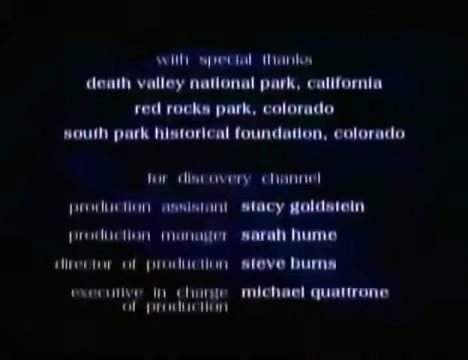 with special thanks
death valley national park, california
red rocks park, colorado
south park historical foundation, colorado
for discovery channel
production assistant stacy goldstein
production manager sarah hume
director of production steve burns
executive in charge michael quattrone
of production